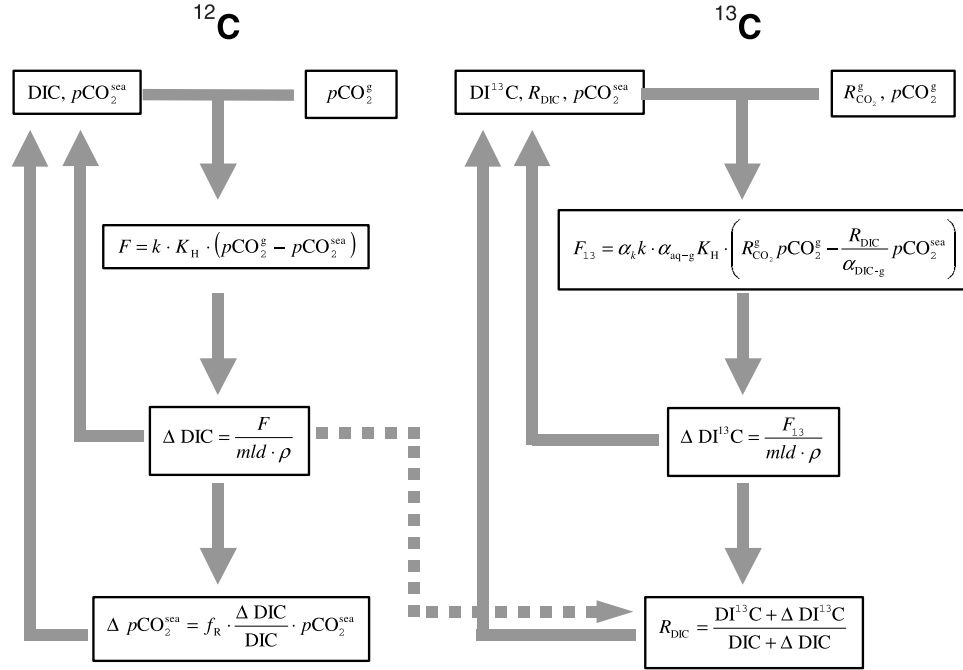 ¹²C
¹³C
DIC, pCO₂^sea
pCO₂^g
DI¹³C, R_DIC, pCO₂^sea
R^g_CO₂, pCO₂^g
F = k · K_H · (pCO₂^g − pCO₂^sea)
F₁₃ = α_k k · α_aq−g K_H · (R^g_CO₂ pCO₂^g − R_DIC / α_DIC-g pCO₂^sea)
Δ DIC = F / mld · ρ
Δ DI¹³C = F₁₃ / mld · ρ
Δ pCO₂^sea = f_R · Δ DIC / DIC · pCO₂^sea
R_DIC = DI¹³C + Δ DI¹³C / DIC + Δ DIC